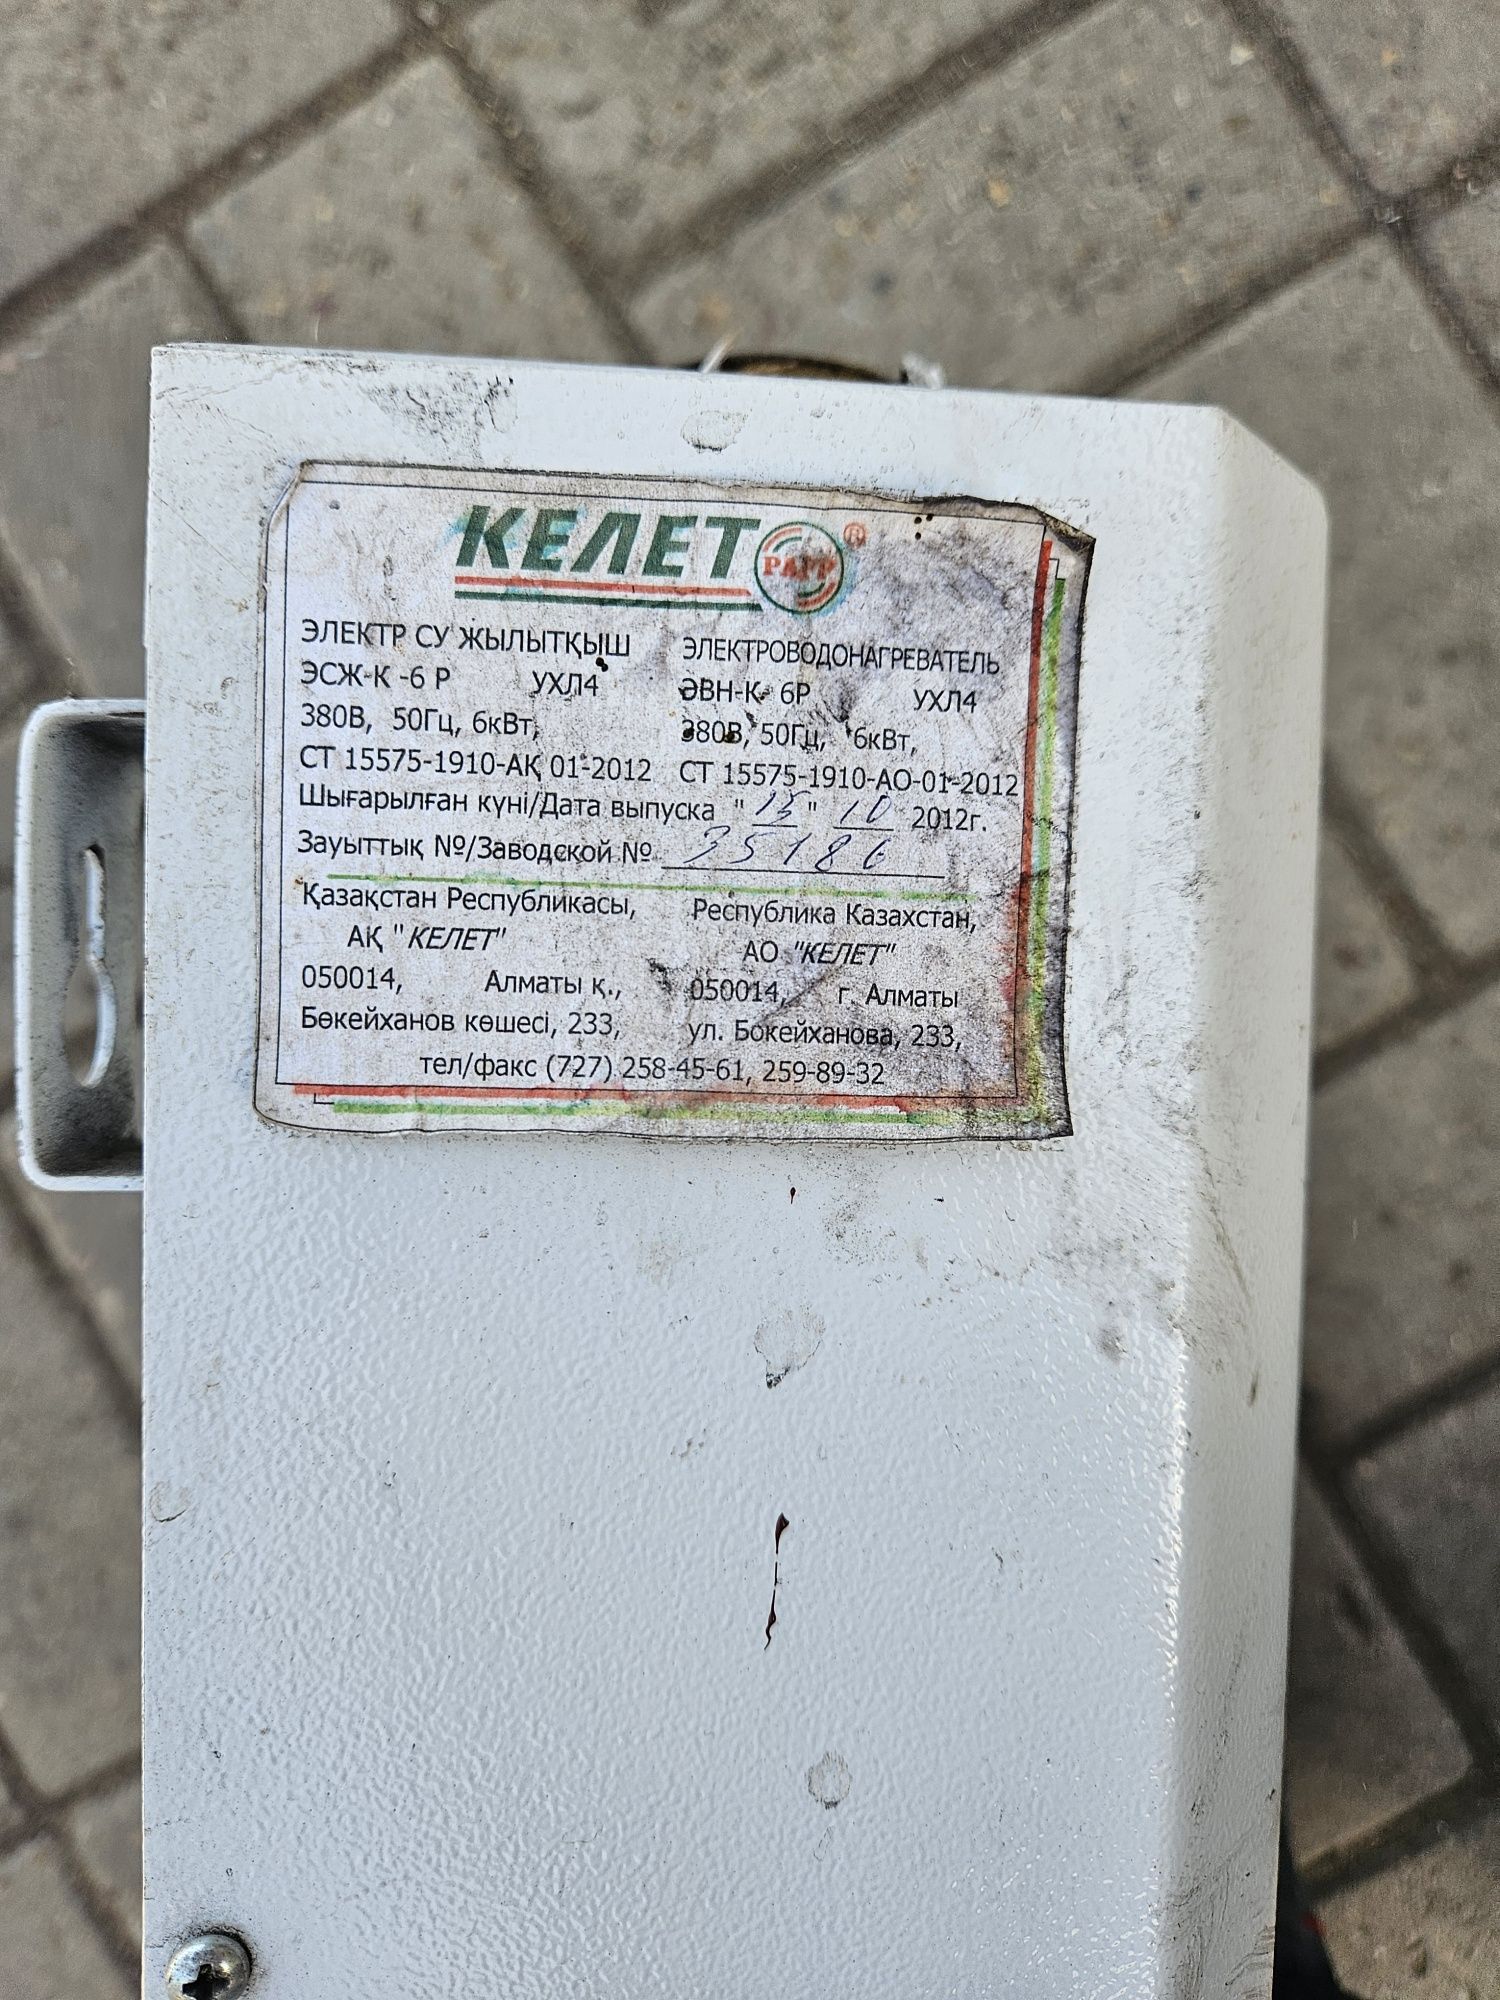 КЕЛЕТ РАРР ®
ЭЛЕКТР СУ ЖЫЛЫТҚЫШ
ЭСЖ-К -6 Р УХЛ4
380В, 50Гц, 6кВт,
СТ 15575-1910-АҚ 01-2012
ЭЛЕКТРОВОДОНАГРЕВАТЕЛЬ
ЭВН-К- 6Р УХЛ4
380В, 50Гц, 6кВт,
СТ 15575-1910-АО-01-2012
Шығарылған күні/Дата выпуска "15" 10 2012г.
Зауыттық №/Заводской № 35186
Қазақстан Республикасы,
АҚ "КЕЛЕТ"
050014, Алматы қ.,
Бөкейханов көшесі, 233,
Республика Казахстан,
АО "КЕЛЕТ"
050014, г. Алматы
ул. Бокейханова, 233,
тел/факс (727) 258-45-61, 259-89-32